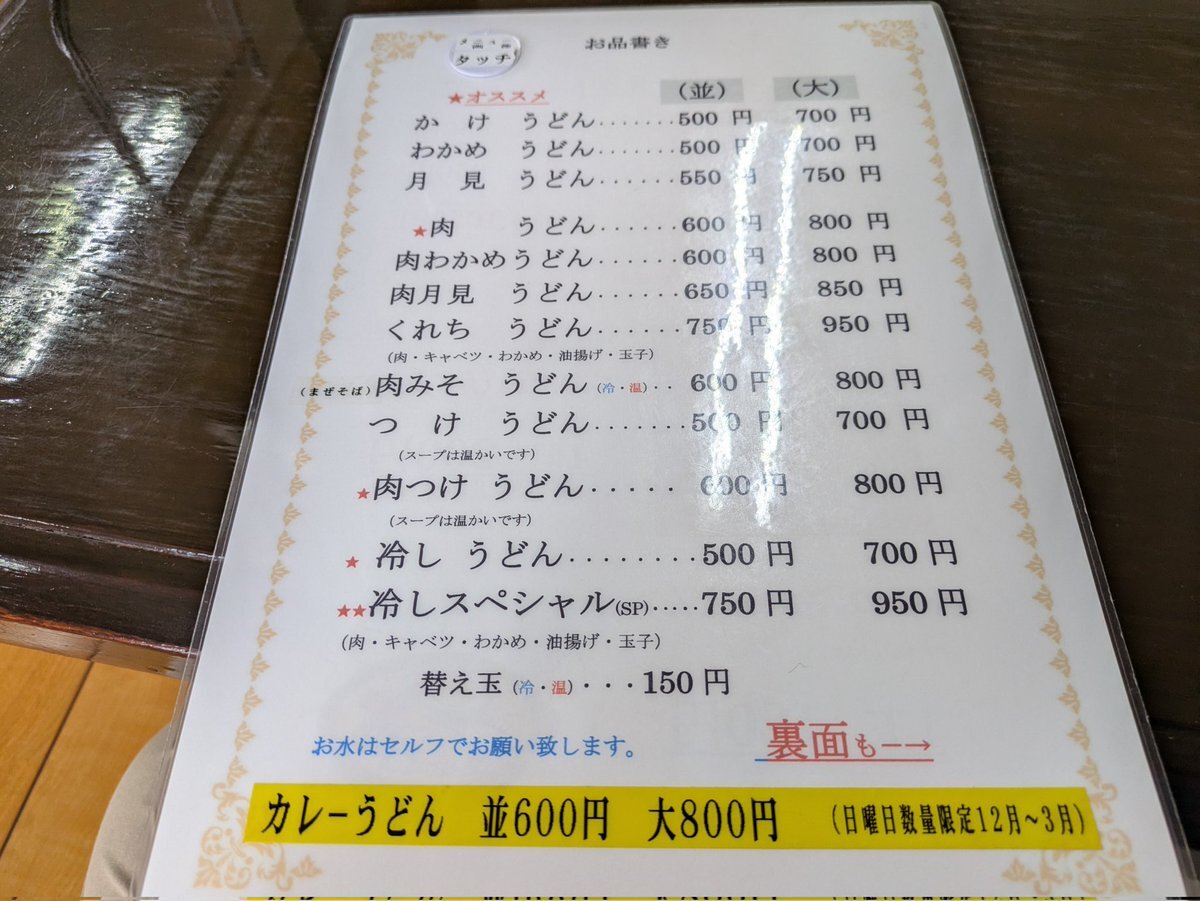 タッチ
お品書き
★オススメ （並） （大）
かけ うどん.......500 円 700 円
わかめ うどん.......500 円 700 円
月見 うどん.......550 円 750 円
★肉 うどん.......600 円 800 円
肉わかめうどん.......600 円 800 円
肉月見 うどん.......650 円 850 円
くれち うどん.......750 円 950 円
（肉・キャベツ・わかめ・油揚げ・玉子）
（まぜそば）肉みそ うどん（冷・温）‥ 600 円 800 円
つけ うどん.......500 円 700 円
（スープは温かいです）
★肉つけ うどん‥‥‥ 600 円 800 円
（スープは温かいです）
★ 冷し うどん........500 円 700 円
★★冷しスペシャル(SP).....750 円 950 円
（肉・キャベツ・わかめ・油揚げ・玉子）
替え玉（冷・温）・・・150 円
お水はセルフでお願い致します。
裏面も－－→
カレーうどん 並600円 大800円 （日曜日数量限定12月～3月）